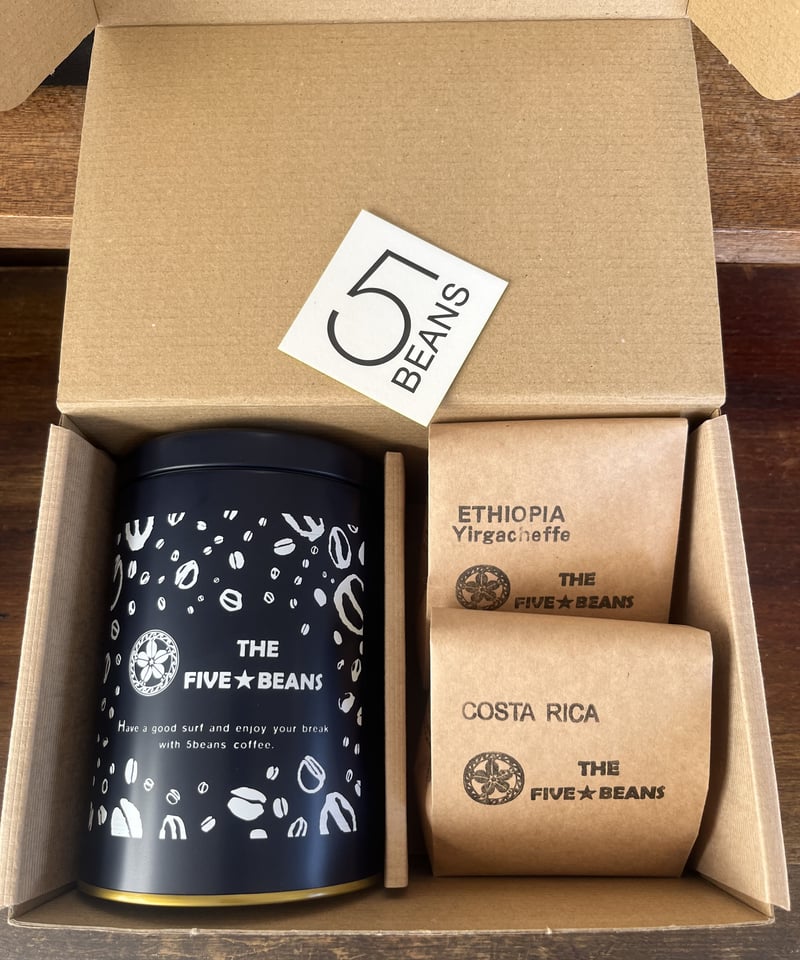 5
BEANS
THE
FIVE★BEANS
Have a good surf and enjoy your break
with 5beans coffee.
ETHIOPIA
Yirgacheffe
THE
FIVE★BEANS
COSTA RICA
THE
FIVE★BEANS